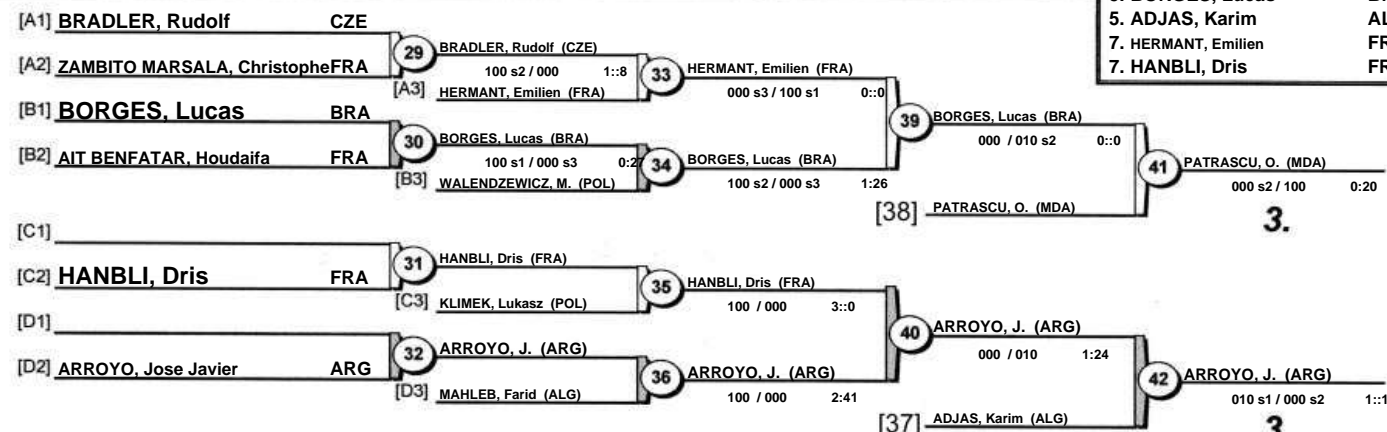 5. ADJAS, Karim
7. HERMANT, Emilien
7. HANBLI, Dris
[A1] BRADLER, Rudolf CZE
29 BRADLER, Rudolf (CZE)
[A2] ZAMBITO MARSALA, Christophe FRA
100 s2 / 000 1::8
33 HERMANT, Emilien (FRA)
[A3] HERMANT, Emilien (FRA)
000 s3 / 100 s1 0::0
[B1] BORGES, Lucas BRA
39 BORGES, Lucas (BRA)
30 BORGES, Lucas (BRA)
000 / 010 s2 0::0
[B2] AIT BENFATAR, Houdaifa FRA
100 s1 / 000 s3 0:27
34 BORGES, Lucas (BRA)
41 PATRASCU, O. (MDA)
[B3] WALENDZEWICZ, M. (POL)
100 s2 / 000 s3 1:26
000 s2 / 100 0:20
[38] PATRASCU, O. (MDA)
3.
[C1]
31 HANBLI, Dris (FRA)
[C2] HANBLI, Dris FRA
35 HANBLI, Dris (FRA)
[C3] KLIMEK, Lukasz (POL)
100 / 000 3::0
[D1]
40 ARROYO, J. (ARG)
32 ARROYO, J. (ARG)
000 / 010 1:24
[D2] ARROYO, Jose Javier ARG
36 ARROYO, J. (ARG)
42 ARROYO, J. (ARG)
[D3] MAHLEB, Farid (ALG)
100 / 000 2:41
010 s1 / 000 s2
[37] ADJAS, Karim (ALG)
3